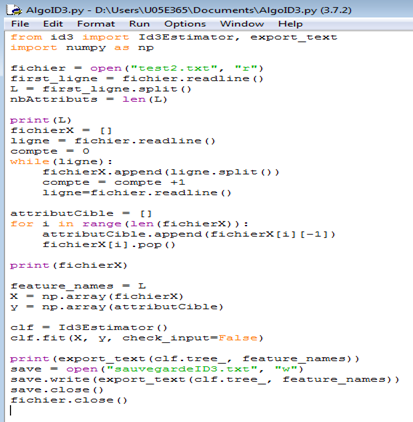 AlgoID3.py - D:\Users\U05E365\Documents\AlgoID3.py (3.7.2)
File Edit Format Run Options Window Help
from id3 import Id3Estimator, export_text
import numpy as np

fichier = open("test2.txt", "r")
first_ligne = fichier.readline()
L = first_ligne.split()
nbAttributs = len(L)

print(L)
fichierX = []
ligne = fichier.readline()
compte = 0
while(ligne):
    fichierX.append(ligne.split())
    compte = compte +1
    ligne=fichier.readline()

attributCible = []
for i in range(len(fichierX)):
    attributCible.append(fichierX[i][-1])
    fichierX[i].pop()

print(fichierX)

feature_names = L
X = np.array(fichierX)
y = np.array(attributCible)

clf = Id3Estimator()
clf.fit(X, y, check_input=False)

print(export_text(clf.tree_, feature_names))
save = open("sauvegardeID3.txt", "w")
save.write(export_text(clf.tree_, feature_names))
save.close()
fichier.close()